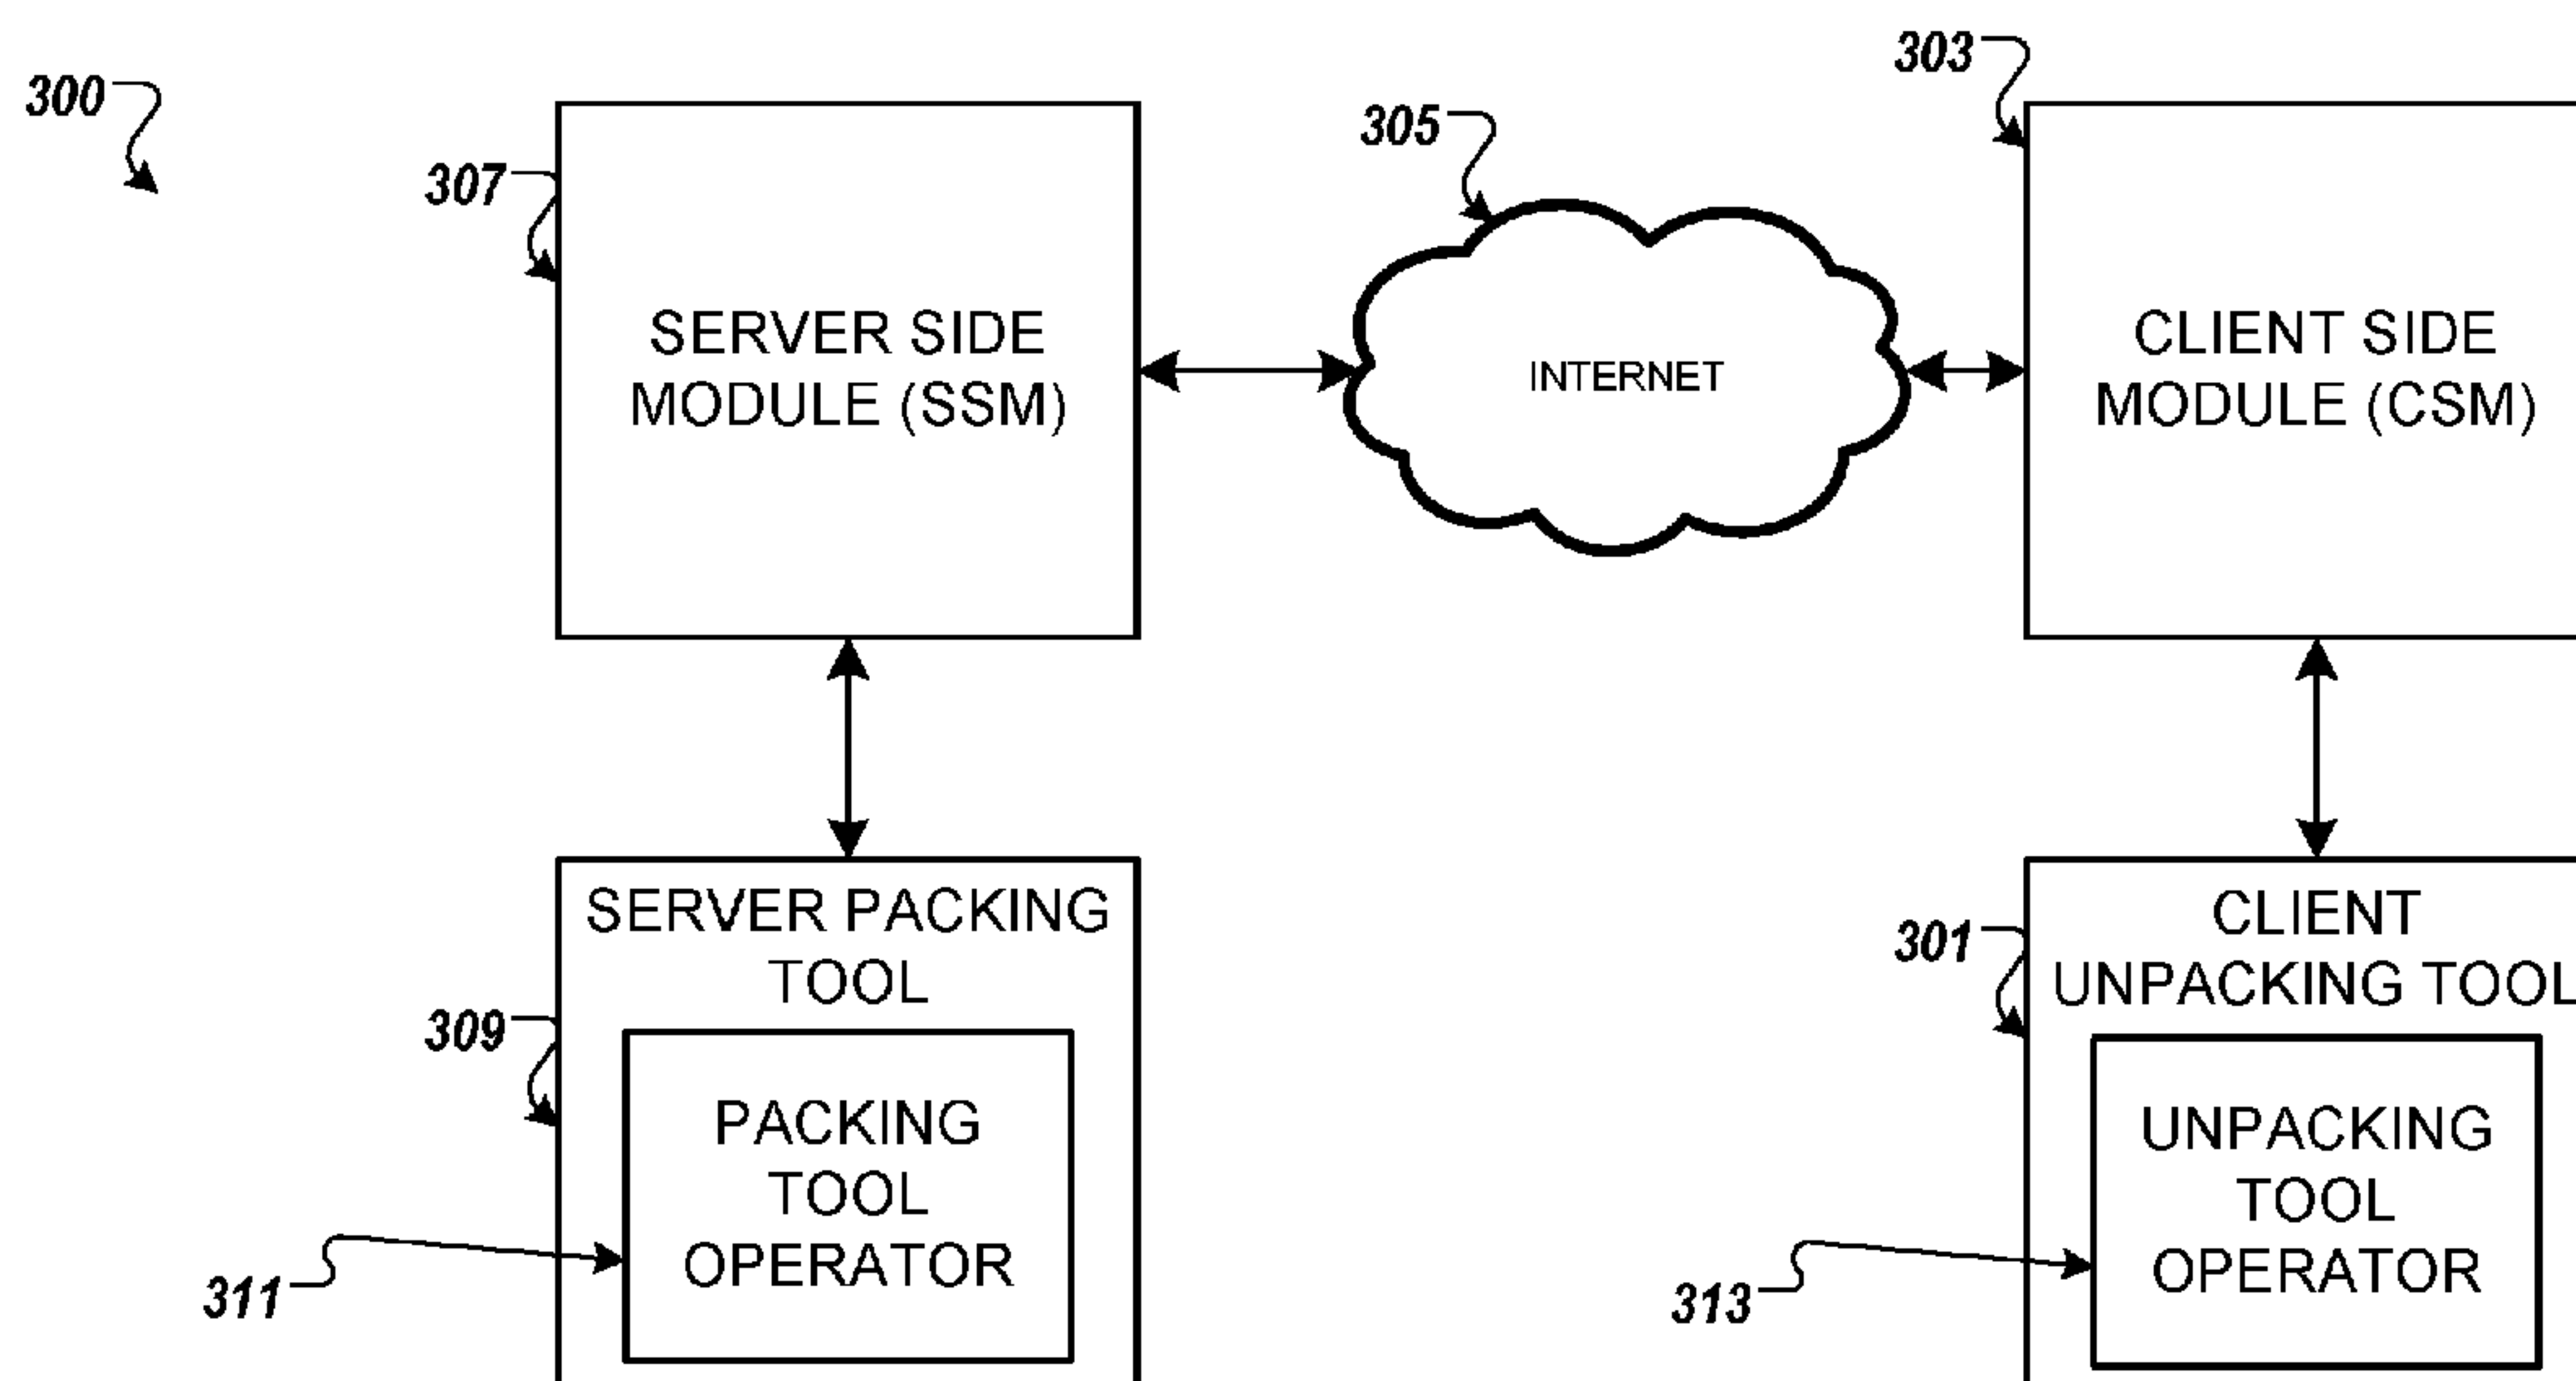 300
303
305
307
SERVER SIDE
MODULE (SSM)
INTERNET
CLIENT SIDE
MODULE (CSM)
SERVER PACKING
TOOL
309
PACKING
TOOL
OPERATOR
311
CLIENT
UNPACKING TOOL
301
UNPACKING
TOOL
OPERATOR
313